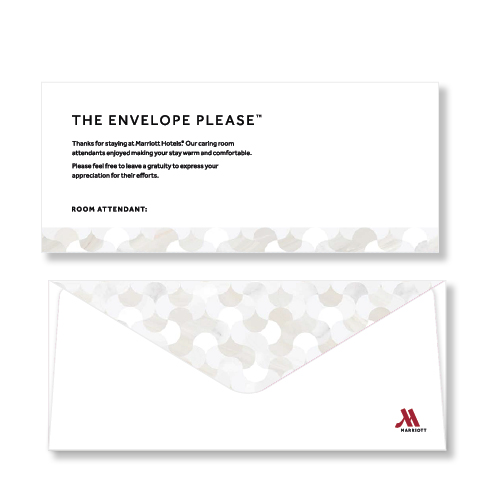 THE ENVELOPE PLEASE™
Thanks for staying at Marriott Hotels.® Our caring room
attendants enjoyed making your stay warm and comfortable.
Please feel free to leave a gratuity to express your
appreciation for their efforts.
ROOM ATTENDANT:
MARRIOTT